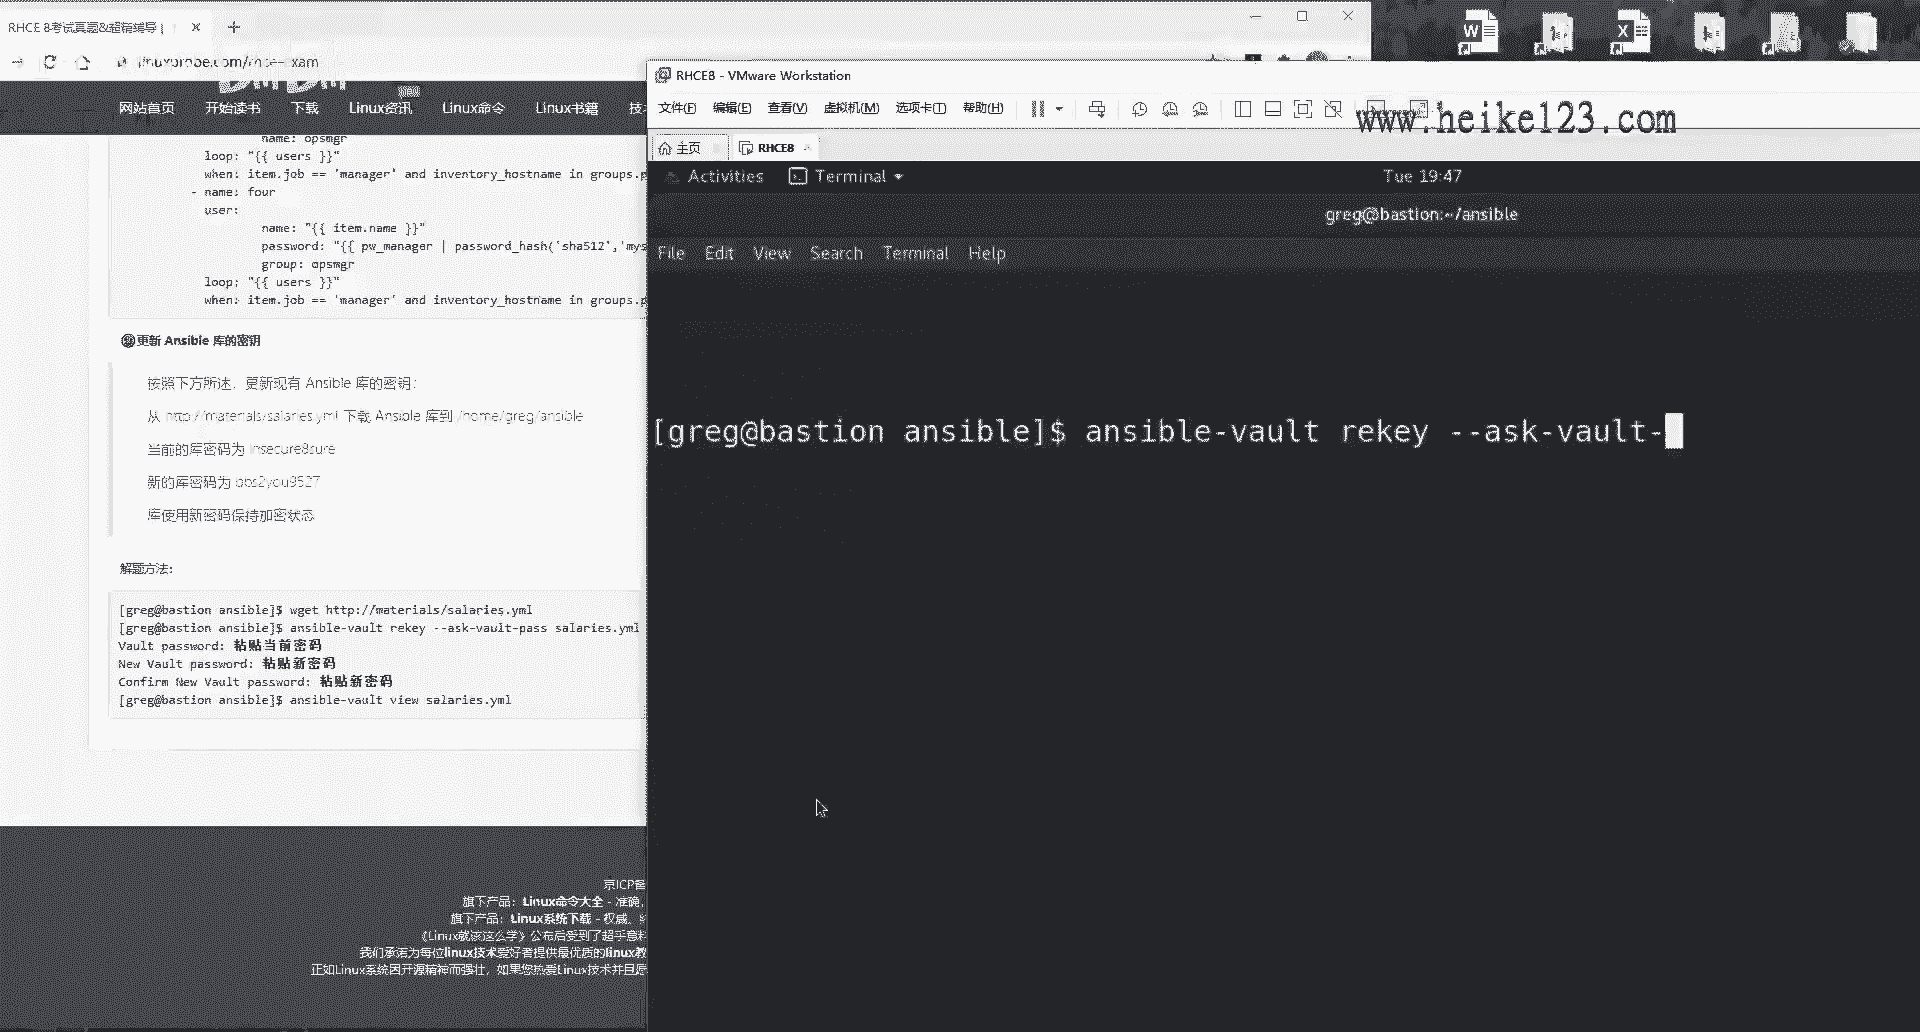 RHCE 8考试真题&超精辅导 |
linuxprobe.com/rhce-exam
网站首页 开始读书 下载 Linux资讯 Linux命令 Linux书籍
name: opsmgr
loop: "{{ users }}"
when: item.job == 'manager' and inventory_hostname in groups.p
- name: four
user:
name: "{{ item.name }}"
password: "{{ pw_manager | password_hash('sha512','mys
group: opsmgr
loop: "{{ users }}"
when: item.job == 'manager' and inventory_hostname in groups.p
更新 Ansible 库的密钥
按照下方所述，更新现有 Ansible 库的密钥：
从 http://materials/salaries.yml 下载 Ansible 库到 /home/greg/ansible
当前的库密码为 insecure8sure
新的库密码为 bbs2you9527
库使用新密码保持加密状态
解题方法:
[greg@bastion ansible]$ wget http://materials/salaries.yml
[greg@bastion ansible]$ ansible-vault rekey --ask-vault-pass salaries.yml
Vault password: 粘贴当前密码
New Vault password: 粘贴新密码
Confirm New Vault password: 粘贴新密码
[greg@bastion ansible]$ ansible-vault view salaries.yml
京ICP备
旗下产品：Linux命令大全 - 准确,
旗下产品：Linux系统下载 - 权威、
《Linux就该这么学》公布后受到了超乎意料
我们承诺为每位linux技术爱好者提供最优质的linux教
正如Linux系统因开源精神而强壮，如果您热爱Linux技术并且愿
RHCE8 - VMware Workstation
文件(F) 编辑(E) 查看(V) 虚拟机(M) 选项卡(T) 帮助(H)
www.heike123.com
主页 RHCE8
Activities Terminal Tue 19:47
greg@bastion:~/ansible
File Edit View Search Terminal Help
[greg@bastion ansible]$ ansible-vault rekey --ask-vault-